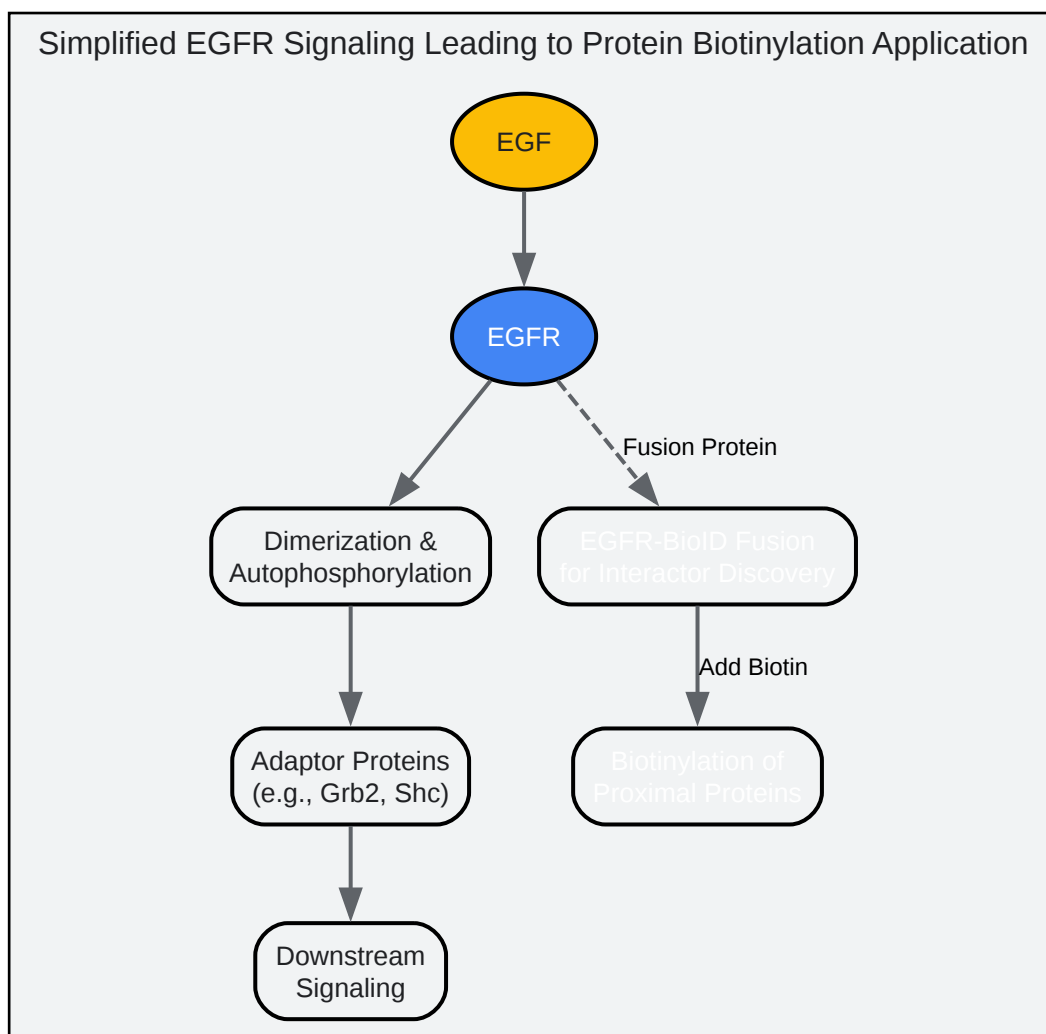 Simplified EGFR Signaling Leading to Protein Biotinylation Application
EGF
EGFR
Fusion Protein
Dimerization &
Autophosphorylation
EGFR-BioID Fusion
for Interactor Discovery
Add Biotin
Adaptor Proteins
(e.g., Grb2, Shc)
Biotinylation of
Proximal Proteins
Downstream
Signaling